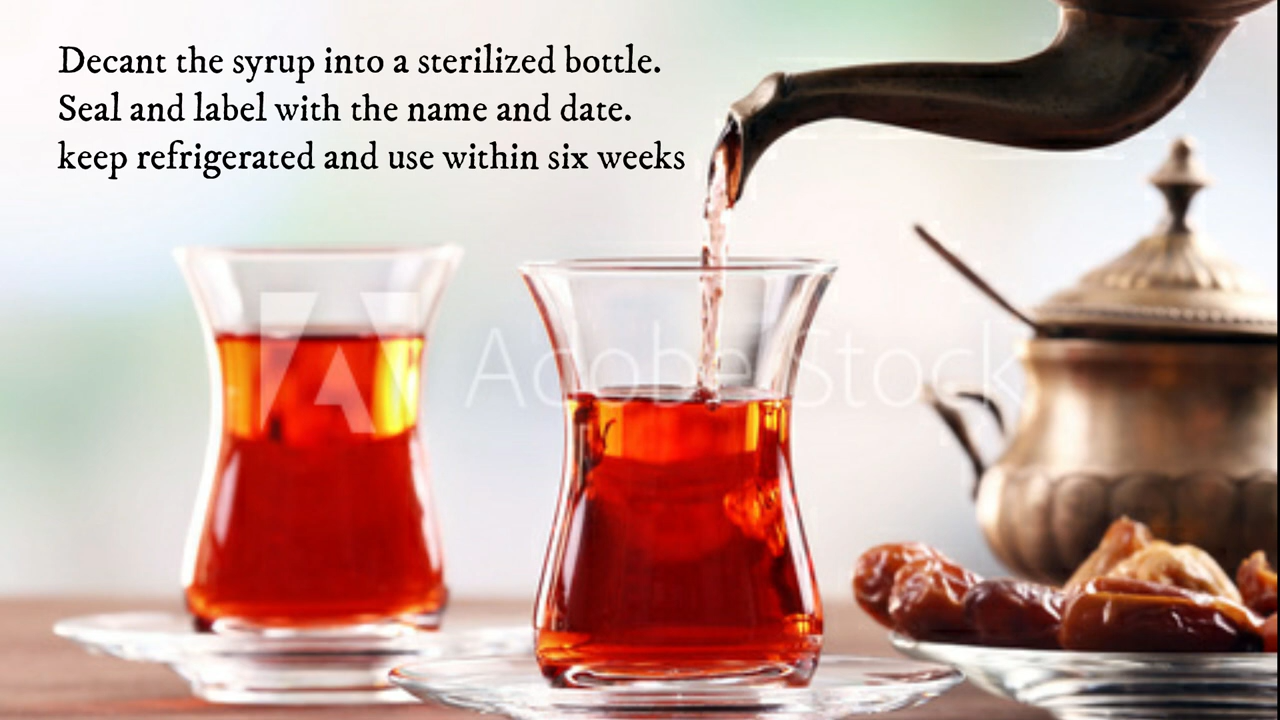 Decant the syrup into a sterilized bottle.
Seal and label with the name and date.
keep refrigerated and use within six weeks
Adobe Stock